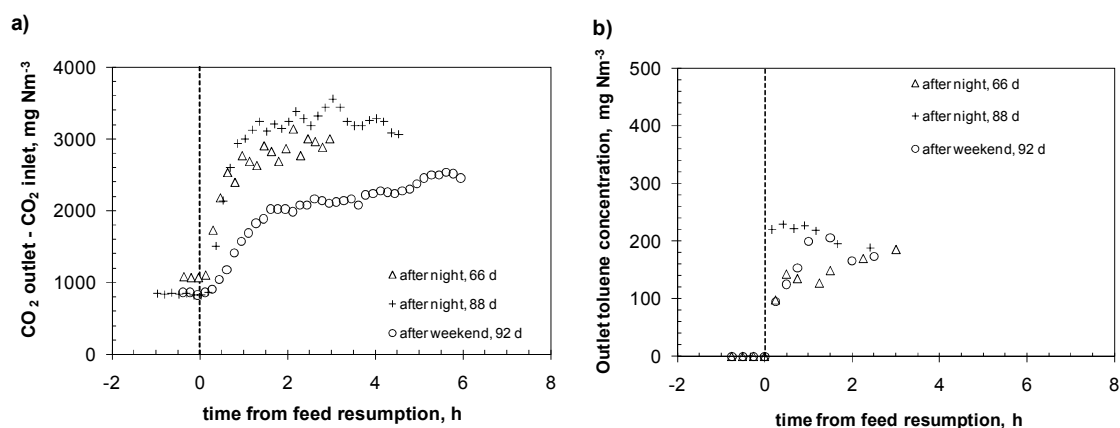 a)
CO2 outlet - CO2 inlet, mg Nm-3
4000
3000
2000
1000
0
-2
0
2
4
6
8
time from feed resumption, h
after night, 66 d
after night, 88 d
after weekend, 92 d
b)
Outlet toluene concentration, mg Nm-3
500
400
300
200
100
0
-2
0
2
4
6
8
time from feed resumption, h
after night, 66 d
after night, 88 d
after weekend, 92 d